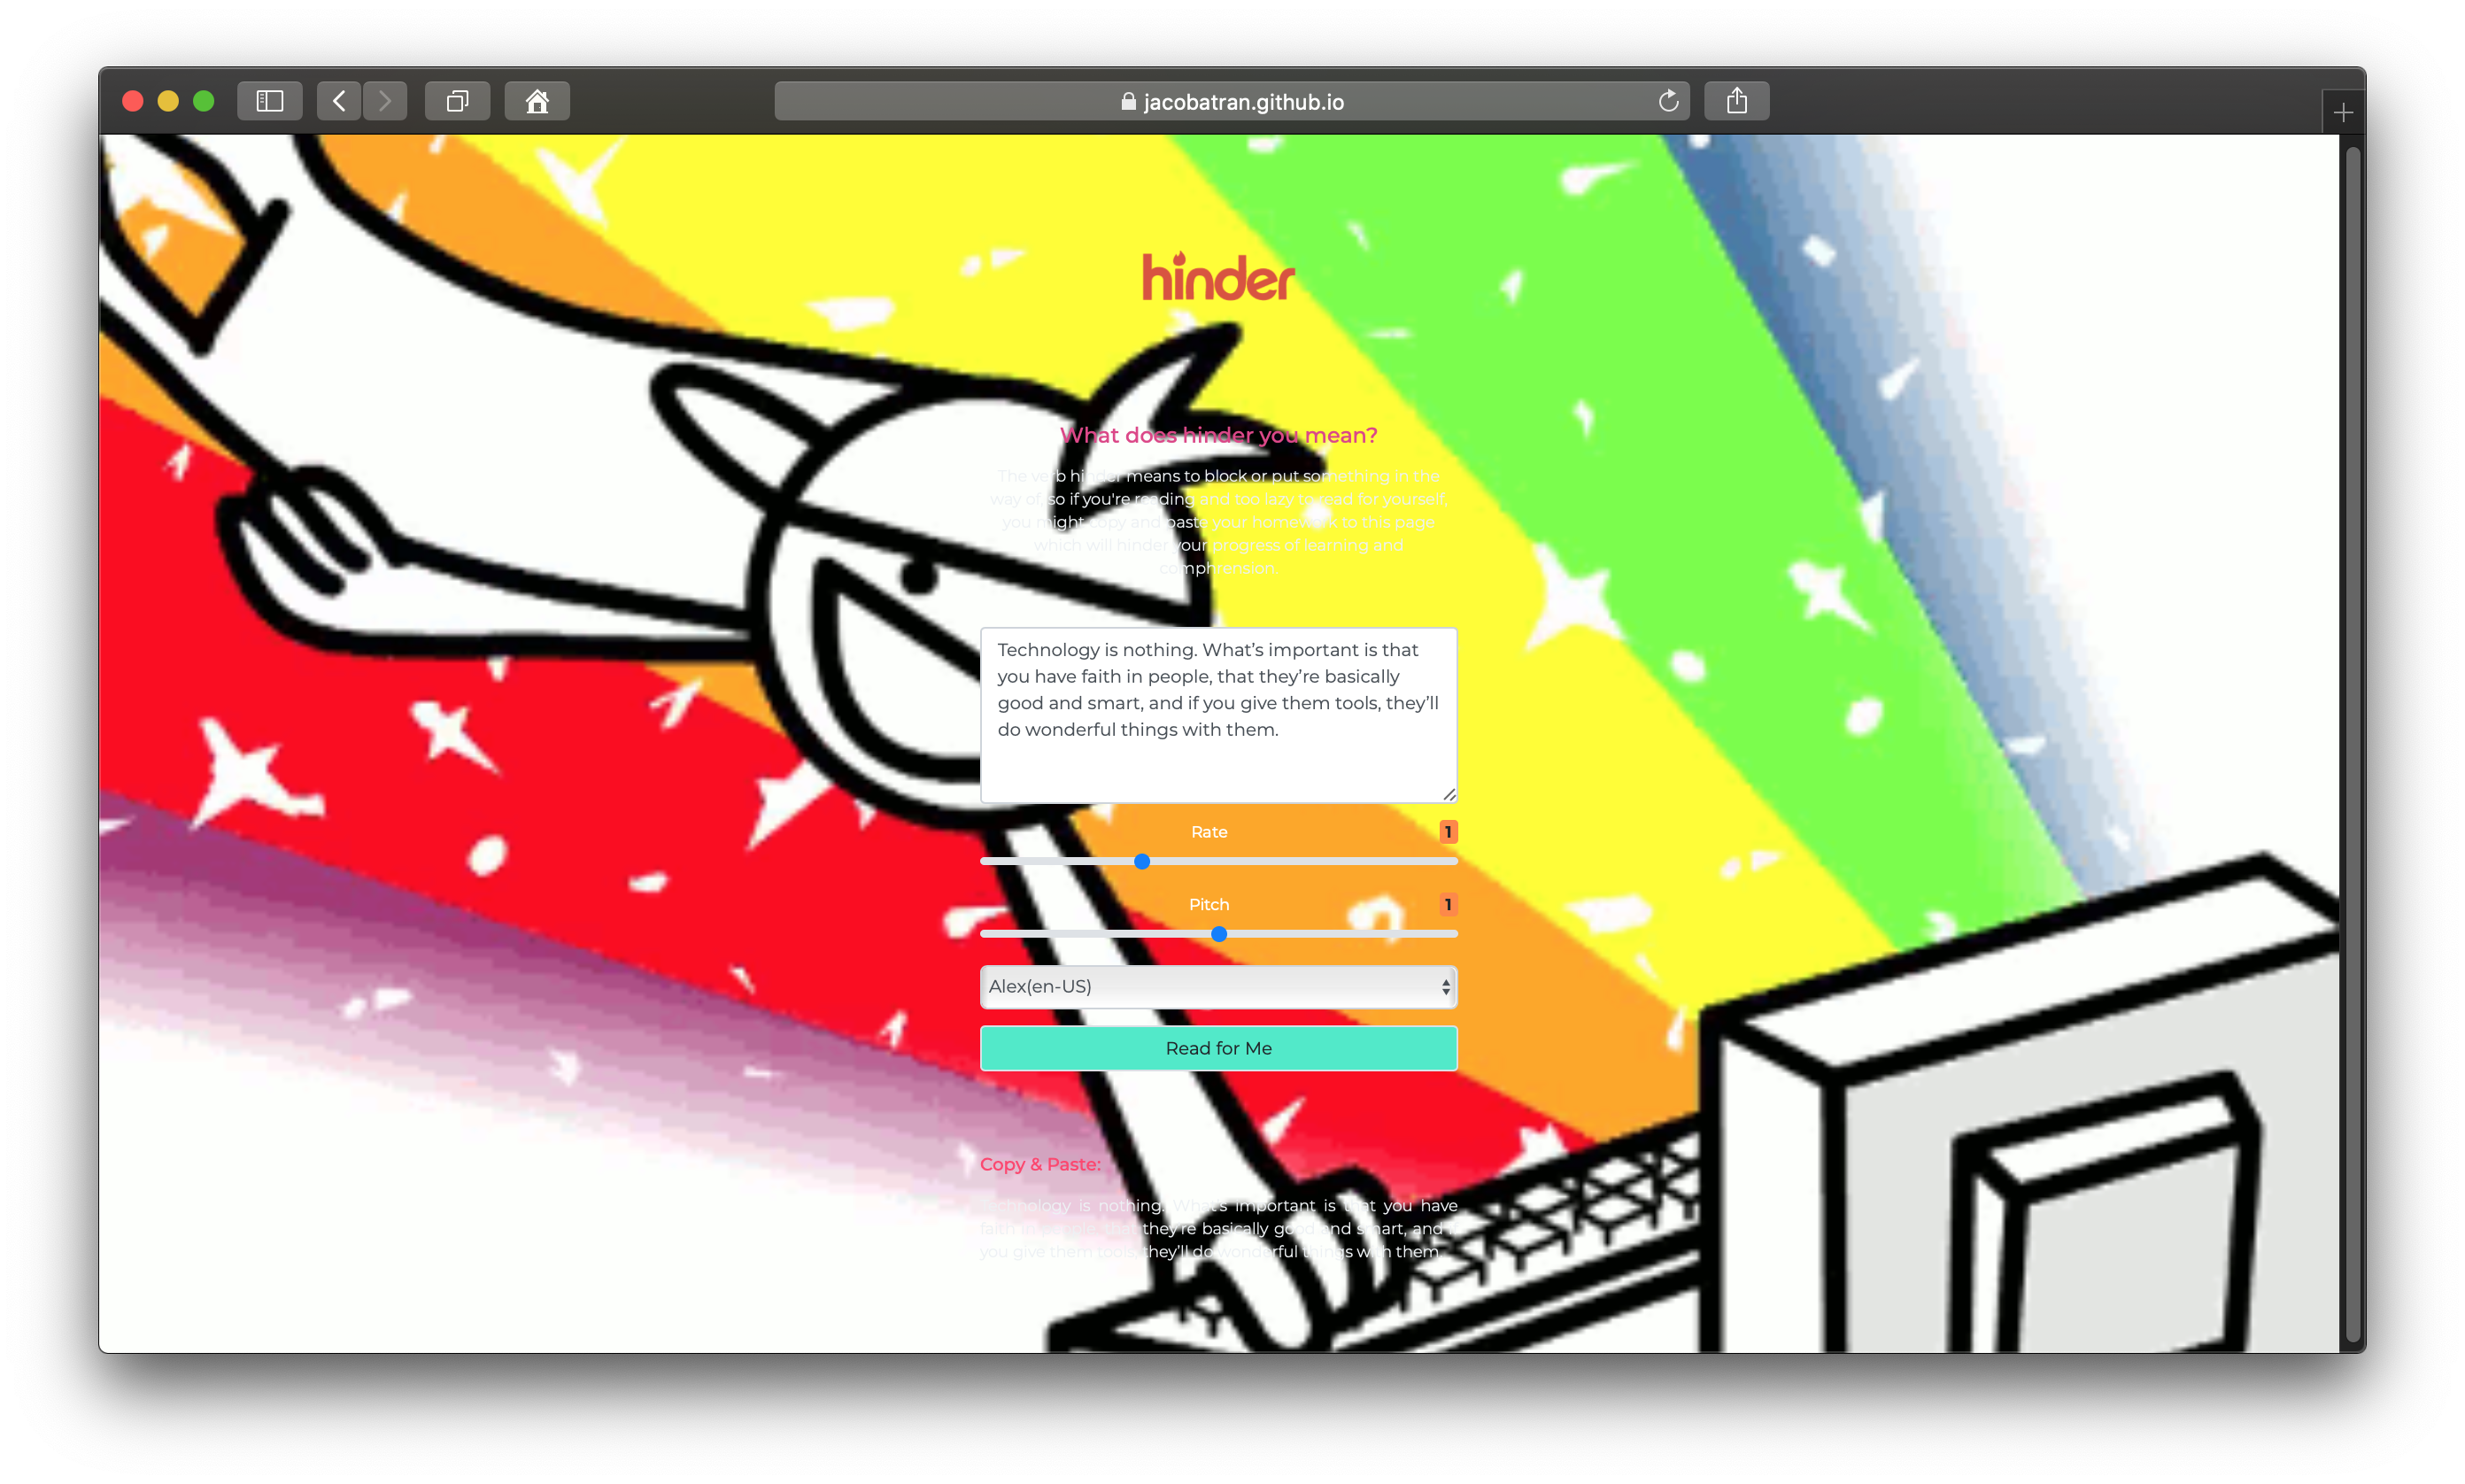 jacobatran.github.io
hinder
What does hinder you mean?
The verb hinder means to block or put something in the
way of, so if you're reading and too lazy to read for yourself,
you might copy and paste your homework to this page
which will hinder your progress of learning and
comphrension.
Technology is nothing. What’s important is that
you have faith in people, that they’re basically
good and smart, and if you give them tools, they’ll
do wonderful things with them.
Rate 1
Pitch 1
Alex(en-US)
Read for Me
Copy & Paste:
Technology is nothing. What's important is that you have
faith in people, that they're basically good and smart, and if
you give them tools, they'll do wonderful things with them.